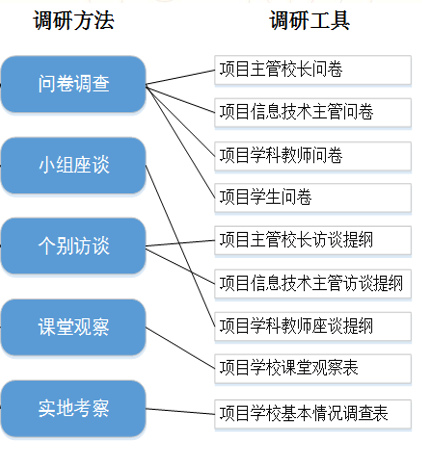 调研方法
调研工具
问卷调查
小组座谈
个别访谈
课堂观察
实地考察
项目主管校长问卷
项目信息技术主管问卷
项目学科教师问卷
项目学生问卷
项目主管校长访谈提纲
项目信息技术主管访谈提纲
项目学科教师座谈提纲
项目学校课堂观察表
项目学校基本情况调查表